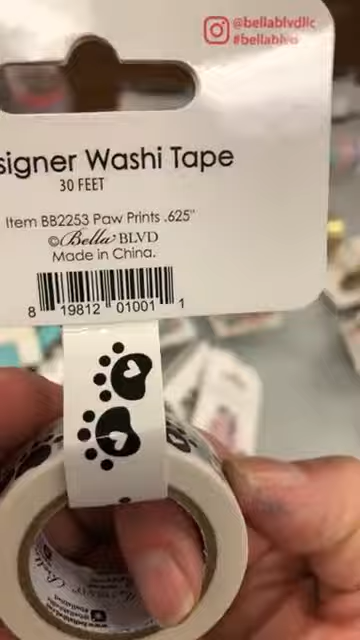 @bellablvdllc
#bellablvd
signer Washi Tape
30 FEET
Item BB2253 Paw Prints .625"
©Bella BLVD
Made in China.
8 19812 01001 1